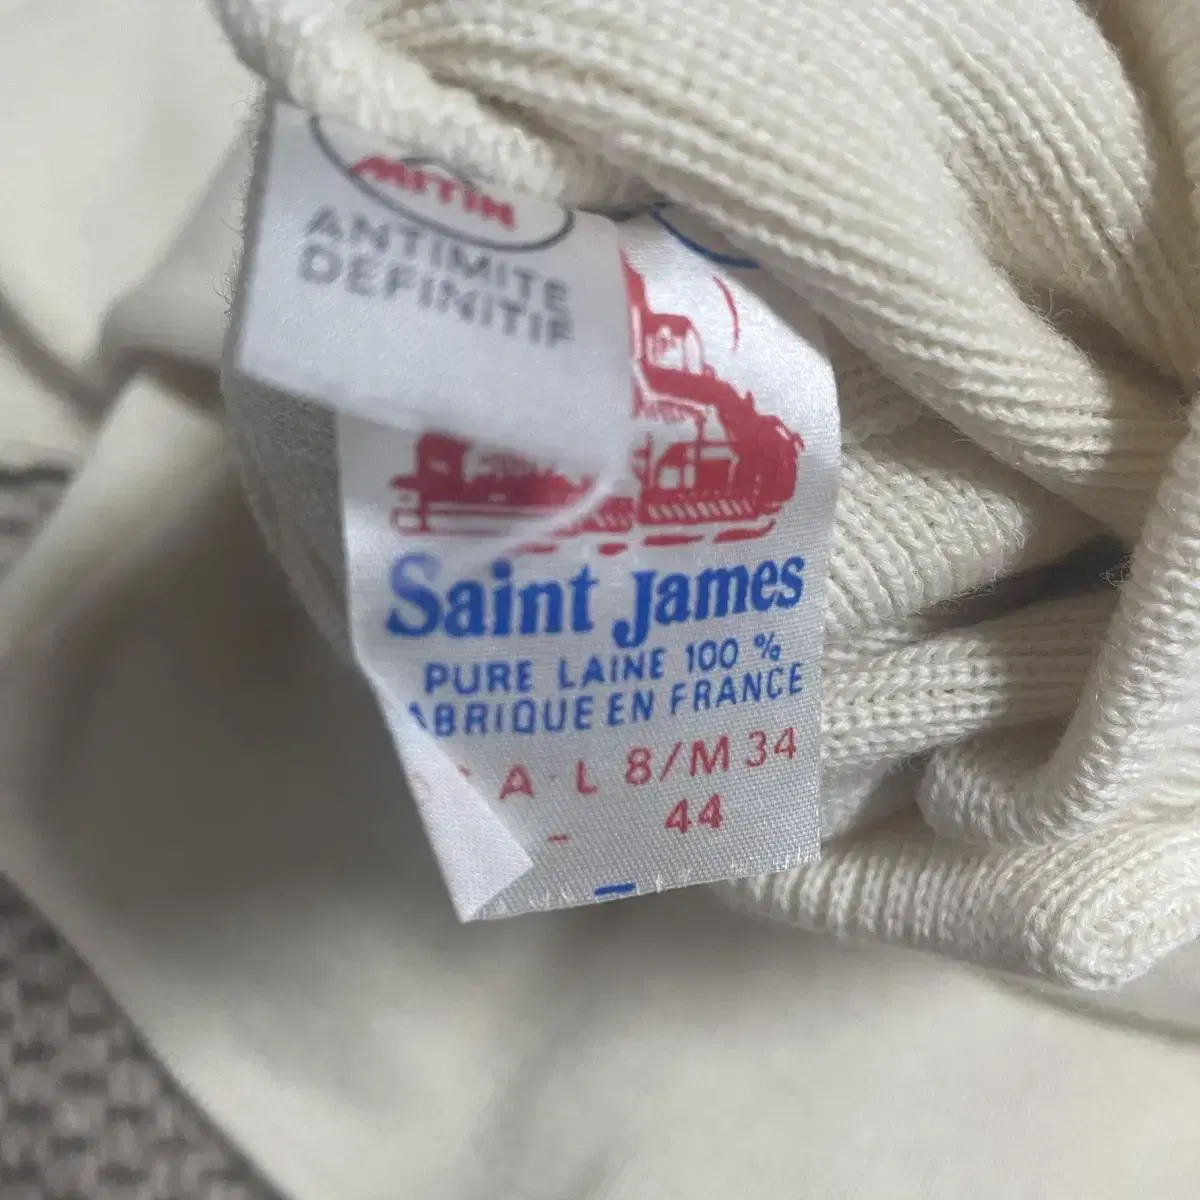 MITIN
ANTIMITE
DEFINITIF
Saint James
PURE LAINE 100 %
ABRIQUE EN FRANCE
A·L 8/M 34
- 44